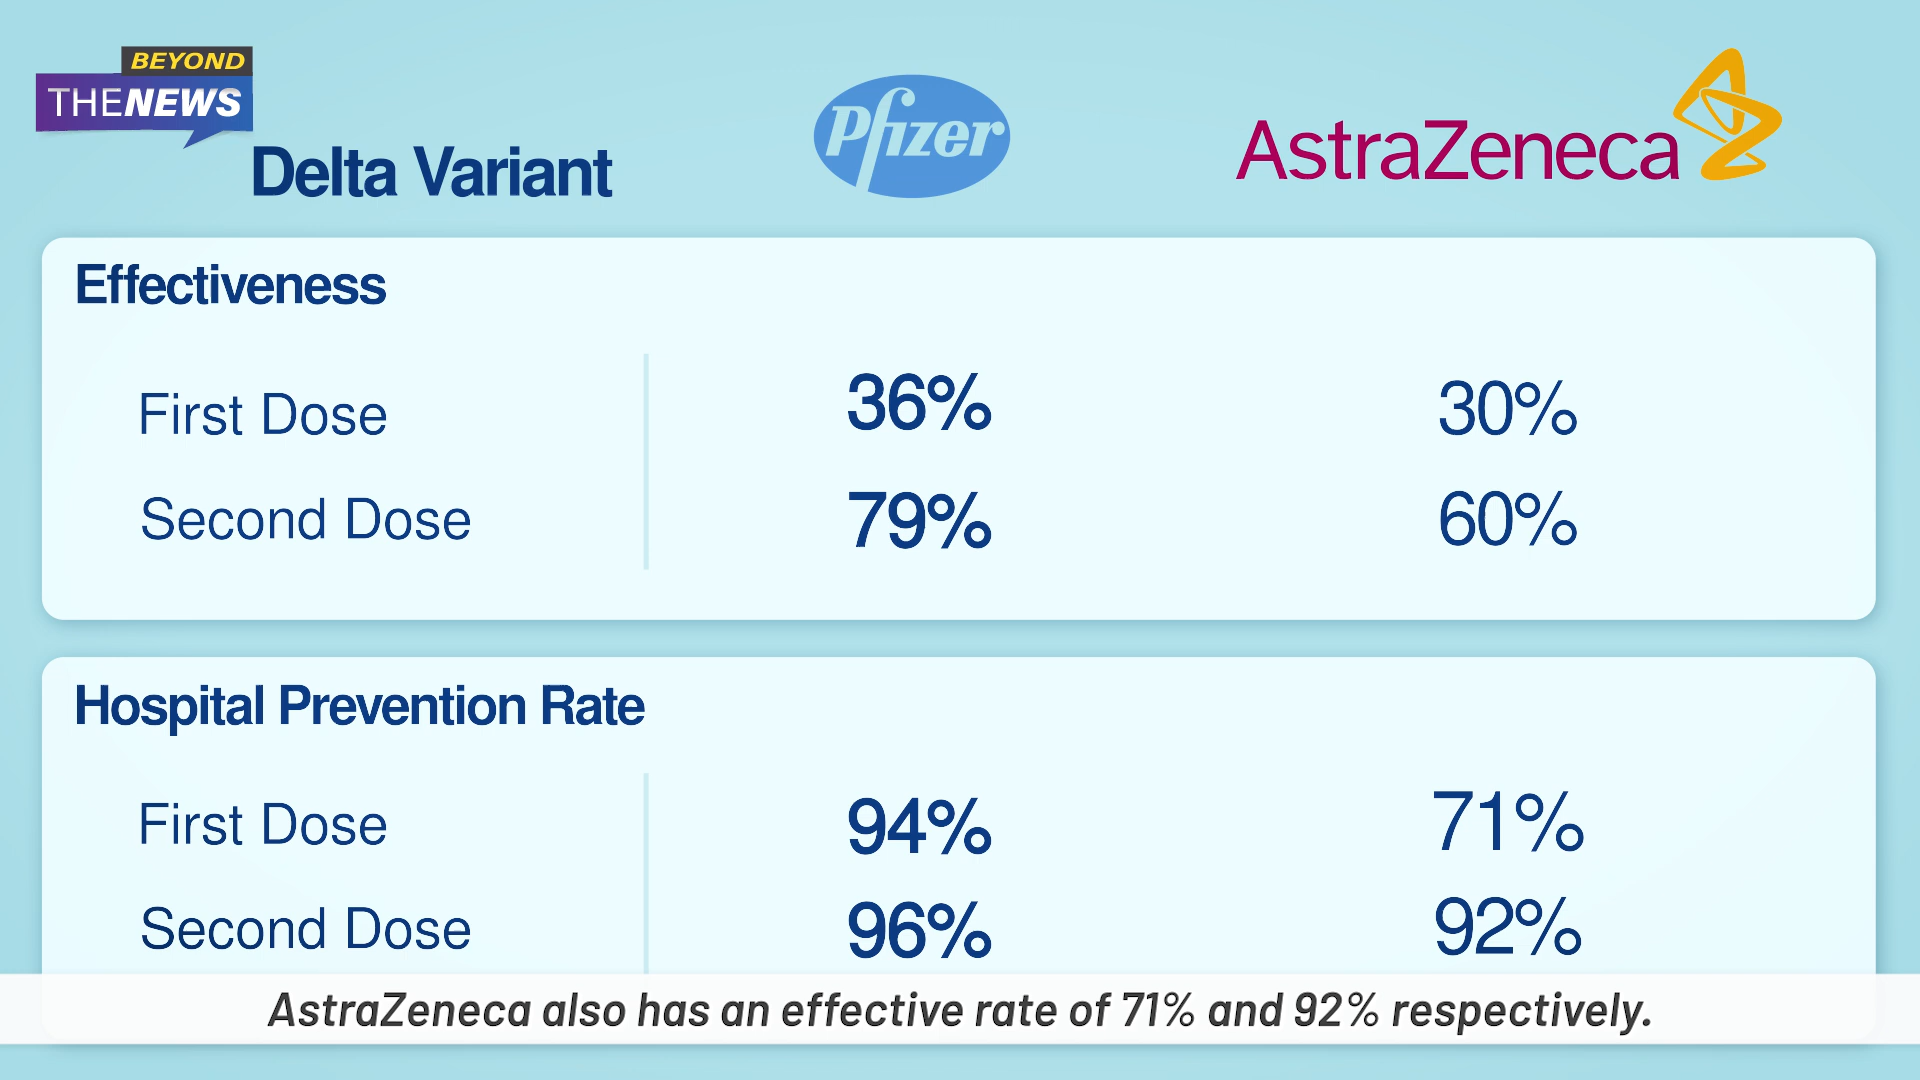 BEYOND
THENEWS
Delta Variant
Pfizer
AstraZeneca
Effectiveness
First Dose 36% 30%
Second Dose 79% 60%
Hospital Prevention Rate
First Dose 94% 71%
Second Dose 96% 92%
AstraZeneca also has an effective rate of 71% and 92% respectively.